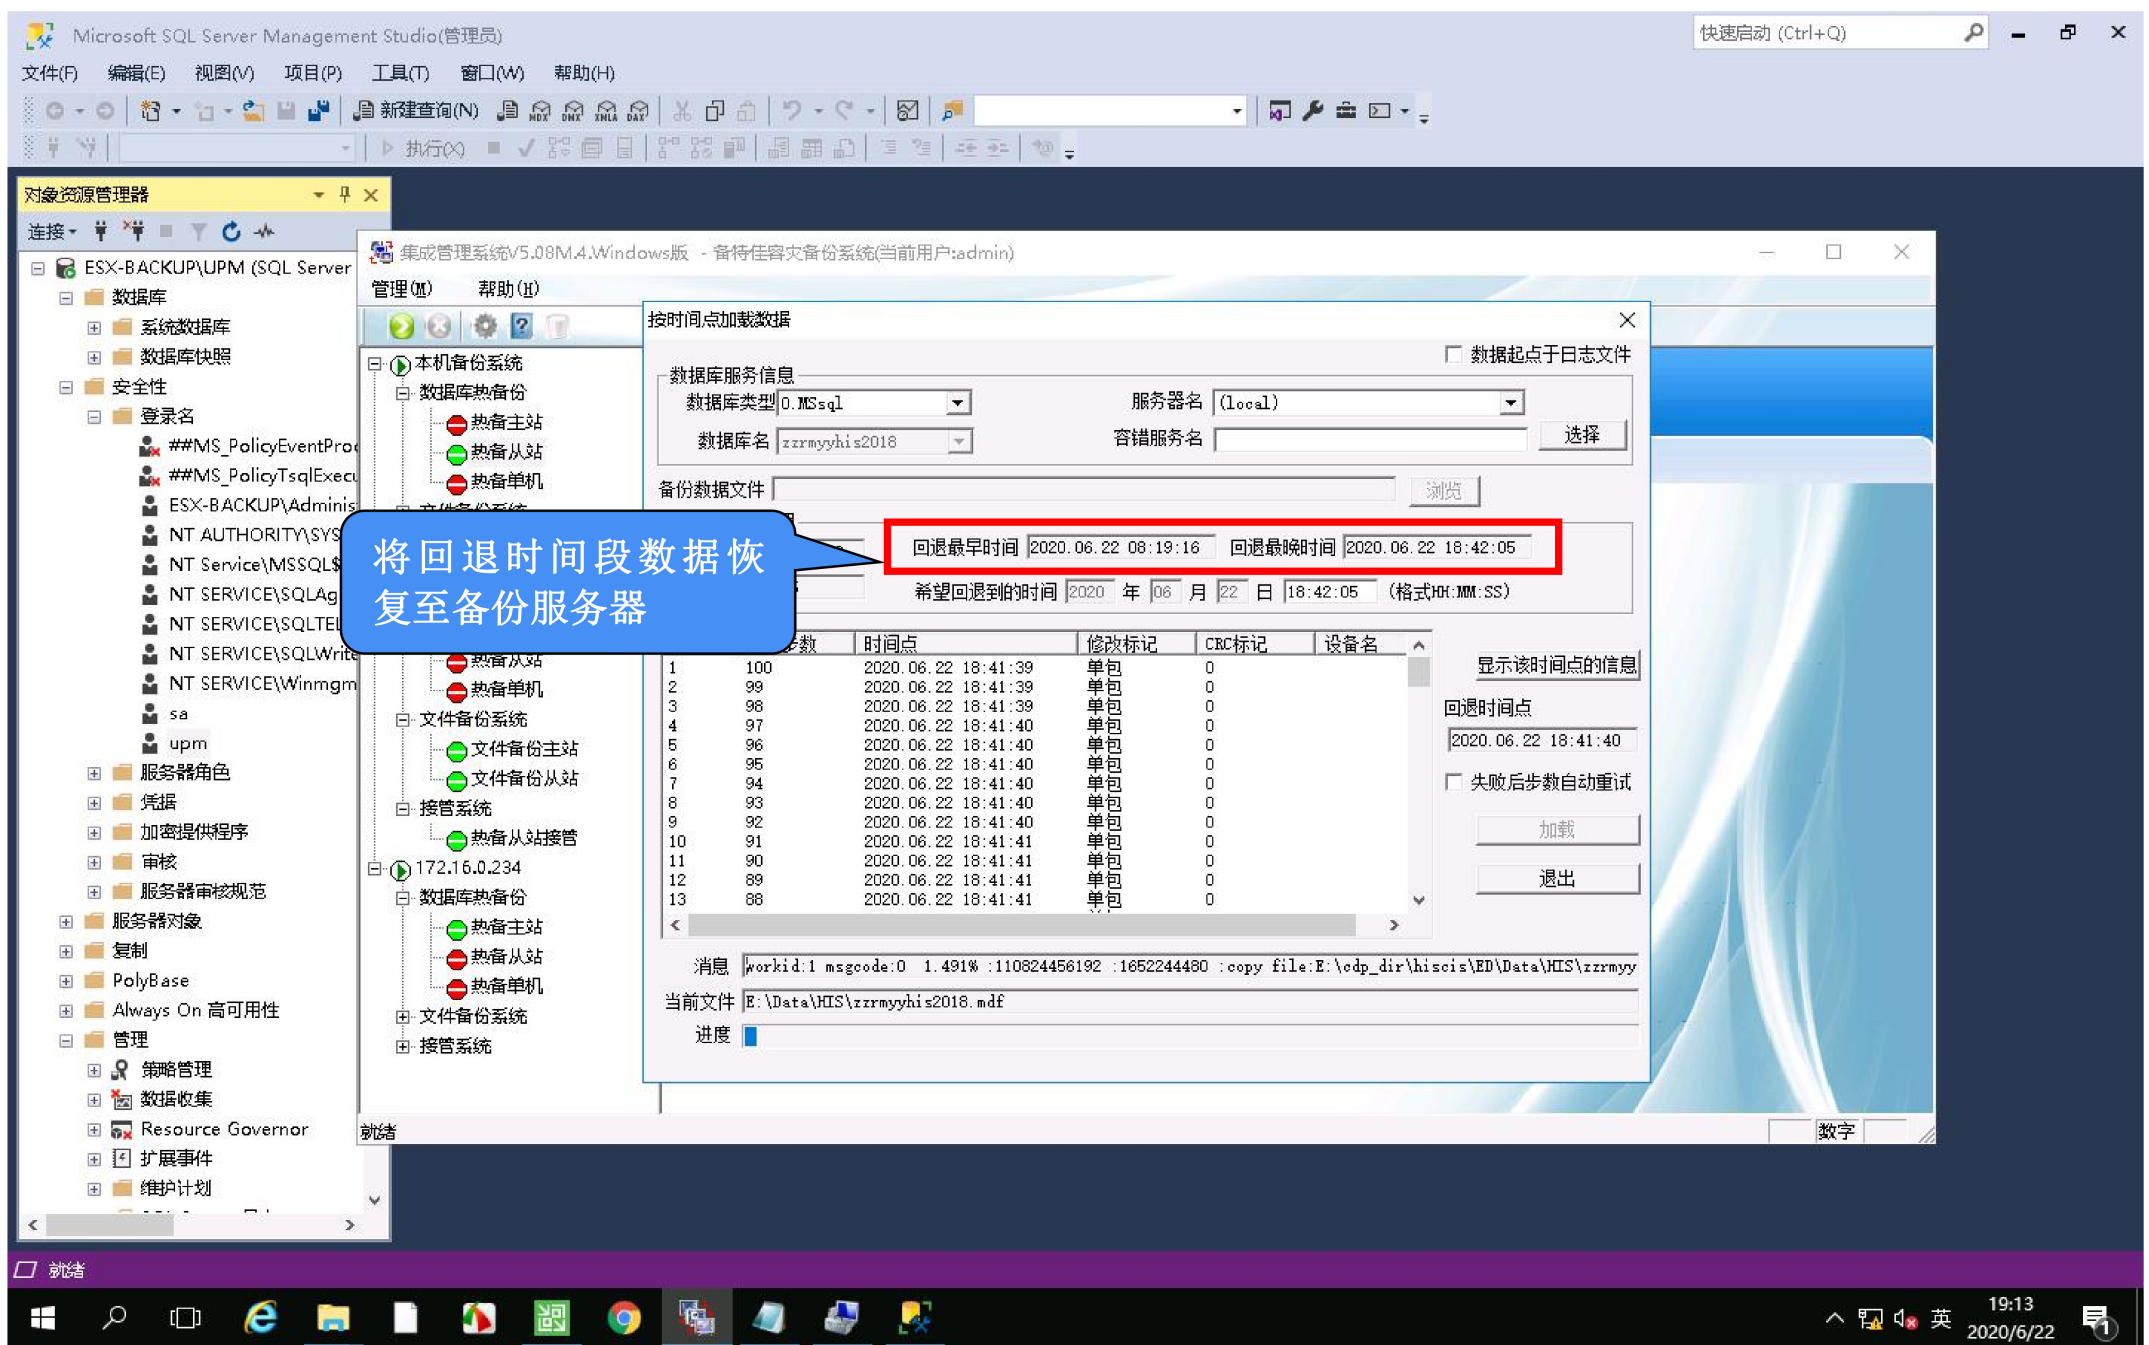 Microsoft SQL Server Management Studio(管理员)
快速启动 (Ctrl+Q)
文件(F) 编辑(E) 视图(V) 项目(P) 工具(T) 窗口(W) 帮助(H)
新建查询(N) MDX DMX XMLA DAX
执行(X)
对象资源管理器
连接
ESX-BACKUP\UPM (SQL Server
数据库
系统数据库
数据库快照
安全性
登录名
##MS_PolicyEventProc
##MS_PolicyTsqlExecu
ESX-BACKUP\Adminis
NT AUTHORITY\SYS
NT Service\MSSQL$
NT SERVICE\SQLAg
NT SERVICE\SQLTEL
NT SERVICE\SQLWrite
NT SERVICE\Winmgm
sa
upm
服务器角色
凭据
加密提供程序
审核
服务器审核规范
服务器对象
复制
PolyBase
Always On 高可用性
管理
策略管理
数据收集
Resource Governor
扩展事件
维护计划
集成管理系统V5.08M.4.Windows版 - 备特佳容灾备份系统(当前用户:admin)
管理(M) 帮助(H)
本机备份系统
数据库热备份
热备主站
热备从站
热备单机
文件备份系统
热备从站
热备单机
文件备份系统
文件备份主站
文件备份从站
接管系统
热备从站接管
172.16.0.234
数据库热备份
热备主站
热备从站
热备单机
文件备份系统
接管系统
就绪
数字
将回退时间段数据恢
复至备份服务器
按时间点加载数据
数据起点于日志文件
数据库服务信息
数据库类型 0.MSsql 服务器名 (local)
数据库名 zzrmyyhis2018 容错服务名 选择
备份数据文件 浏览
回退最早时间 2020.06.22 08:19:16 回退最晚时间 2020.06.22 18:42:05
希望回退到的时间 2020 年 06 月 22 日 18:42:05 (格式HH:MM:SS)
步数 时间点 修改标记 CRC标记 设备名
1 100 2020.06.22 18:41:39 单包 0
2 99 2020.06.22 18:41:39 单包 0
3 98 2020.06.22 18:41:39 单包 0
4 97 2020.06.22 18:41:40 单包 0
5 96 2020.06.22 18:41:40 单包 0
6 95 2020.06.22 18:41:40 单包 0
7 94 2020.06.22 18:41:40 单包 0
8 93 2020.06.22 18:41:40 单包 0
9 92 2020.06.22 18:41:40 单包 0
10 91 2020.06.22 18:41:41 单包 0
11 90 2020.06.22 18:41:41 单包 0
12 89 2020.06.22 18:41:41 单包 0
13 88 2020.06.22 18:41:41 单包 0
显示该时间点的信息
回退时间点
2020.06.22 18:41:40
失败后步数自动重试
加载
退出
消息 workid:1 msgcode:0 1.491% :110824456192 :1652244480 :copy file:E:\cdp_dir\hiscis\ED\Data\HIS\zzrmyy
当前文件 E:\Data\HIS\zzrmyyhis2018.mdf
进度
就绪
英
19:13
2020/6/22
1